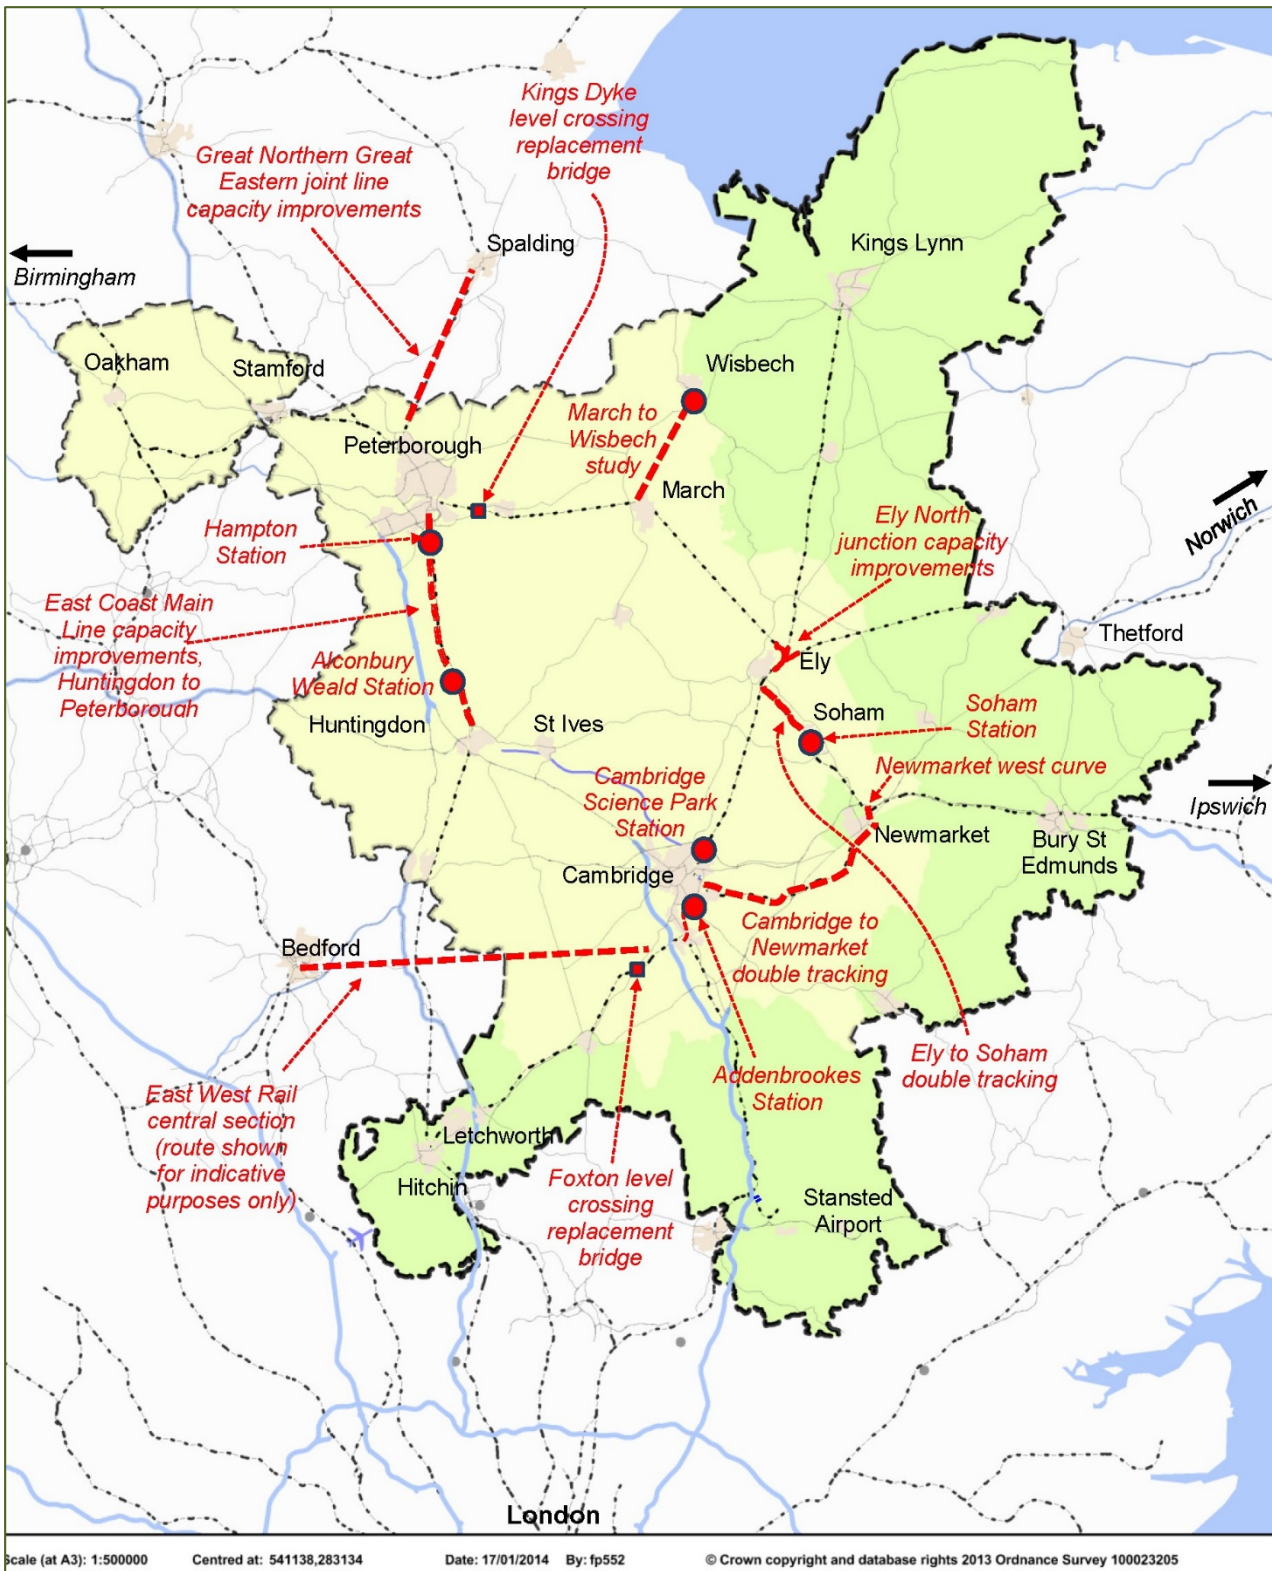 Kings Dyke
level crossing
replacement
bridge
Great Northern Great
Eastern joint line
capacity improvements
Spalding
Kings Lynn
Birmingham
Oakham
Stamford
Wisbech
Peterborough
March to
Wisbech
study
March
Hampton
Station
Ely North
junction capacity
improvements
Norwich
East Coast Main
Line capacity
improvements,
Huntingdon to
Peterborough
Alconbury
Weald Station
Ely
Thetford
Huntingdon
St Ives
Soham
Soham
Station
Cambridge
Science Park
Station
Newmarket west curve
Ipswich
Newmarket
Bury St
Edmunds
Cambridge
Bedford
Cambridge to
Newmarket
double tracking
East West Rail
central section
(route shown
for indicative
purposes only)
Addenbrookes
Station
Ely to Soham
double tracking
Letchworth
Hitchin
Foxton level
crossing
replacement
bridge
Stansted
Airport
London
Scale (at A3): 1:500000 Centred at: 541138,283134 Date: 17/01/2014 By: fp552 © Crown copyright and database rights 2013 Ordnance Survey 100023205